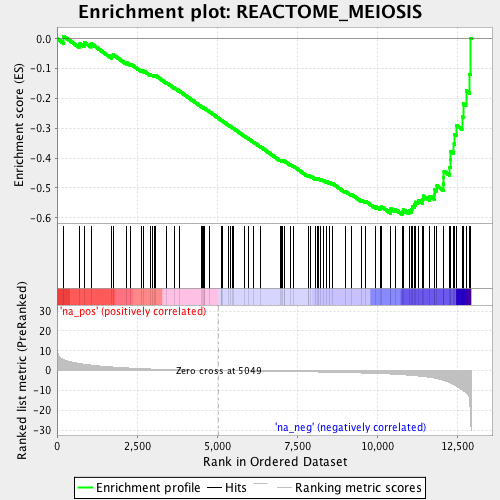 Enrichment plot: REACTOME_MEIOSIS
Enrichment score (ES)
0.0
-0.1
-0.2
-0.3
-0.4
-0.5
-0.6
'na_pos' (positively correlated)
Ranked list metric (PreRanked)
30
20
10
0
-10
-20
-30
Zero cross at 5049
'na_neg' (negatively correlated)
0
2,500
5,000
7,500
10,000
12,500
Rank in Ordered Dataset
Enrichment profile
Hits
Ranking metric scores